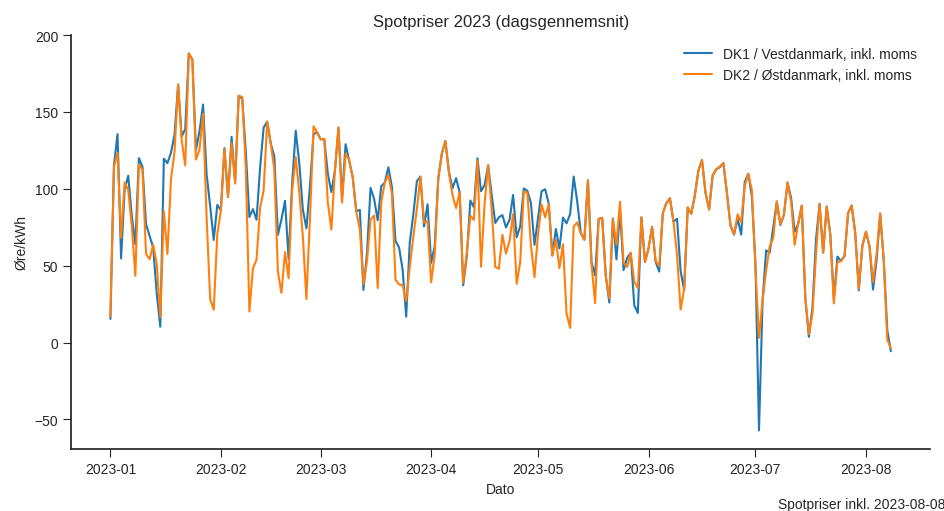 Spotpriser 2023 (dagsgennemsnit)
DK1 / Vestdanmark, inkl. moms
DK2 / Østdanmark, inkl. moms
Øre/kWh
200
150
100
50
0
−50
2023-01 2023-02 2023-03 2023-04 2023-05 2023-06 2023-07 2023-08
Dato
Spotpriser inkl. 2023-08-08